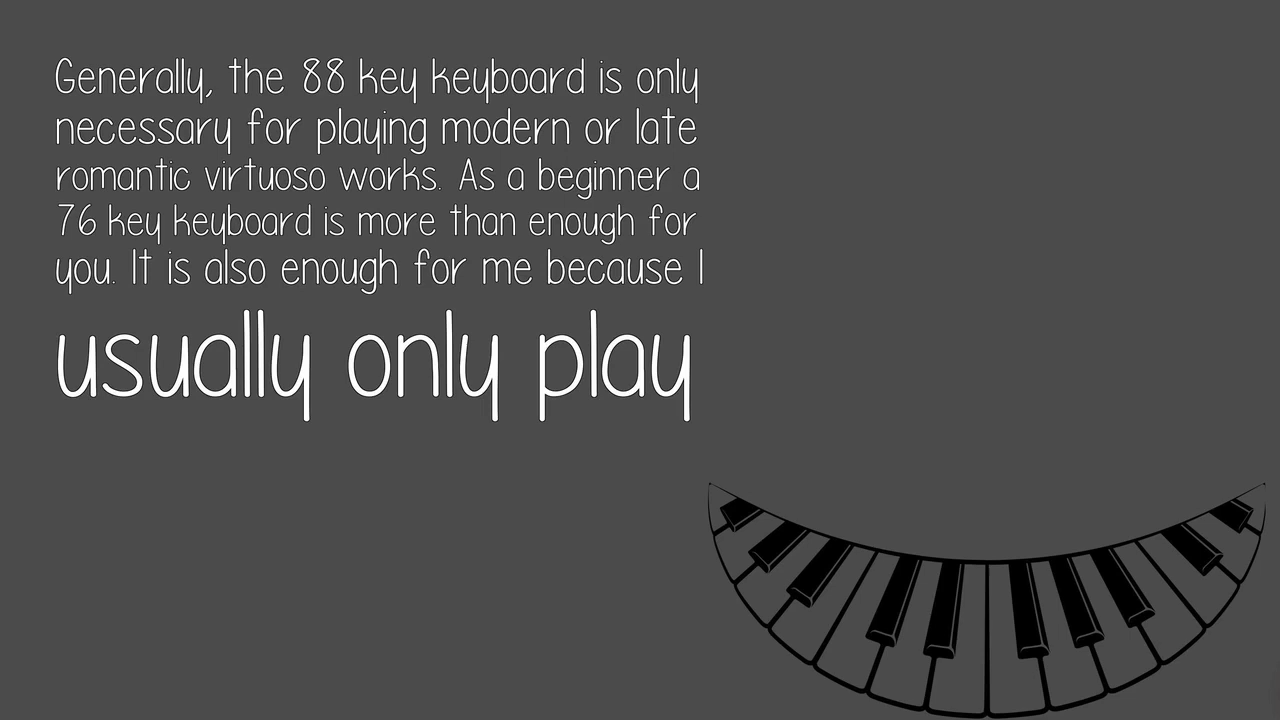 Generally, the 88 key keyboard is only
necessary for playing modern or late
romantic virtuoso works. As a beginner a
76 key keyboard is more than enough for
you. It is also enough for me because I
usually only play